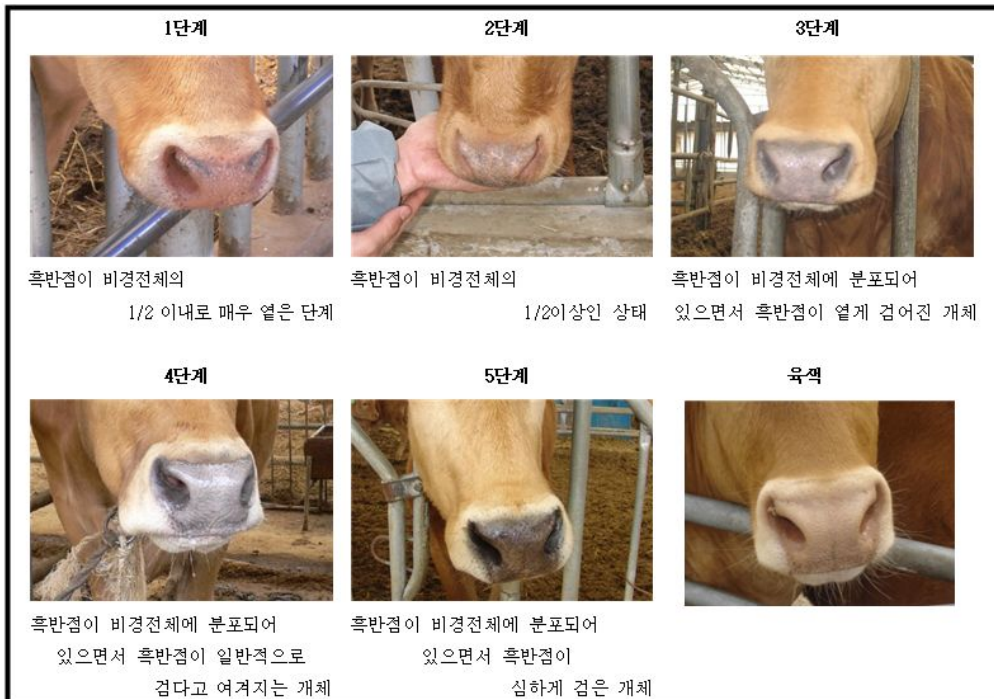 1단계
2단계
3단계
흑반점이 비경전체의
1/2 이내로 매우 옅은 단계
흑반점이 비경전체의
1/2이상인 상태
흑반점이 비경전체에 분포되어
있으면서 흑반점이 옅게 검어진 개체
4단계
5단계
육색
흑반점이 비경전체에 분포되어
있으면서 흑반점이 일반적으로
검다고 여겨지는 개체
흑반점이 비경전체에 분포되어
있으면서 흑반점이
심하게 검은 개체